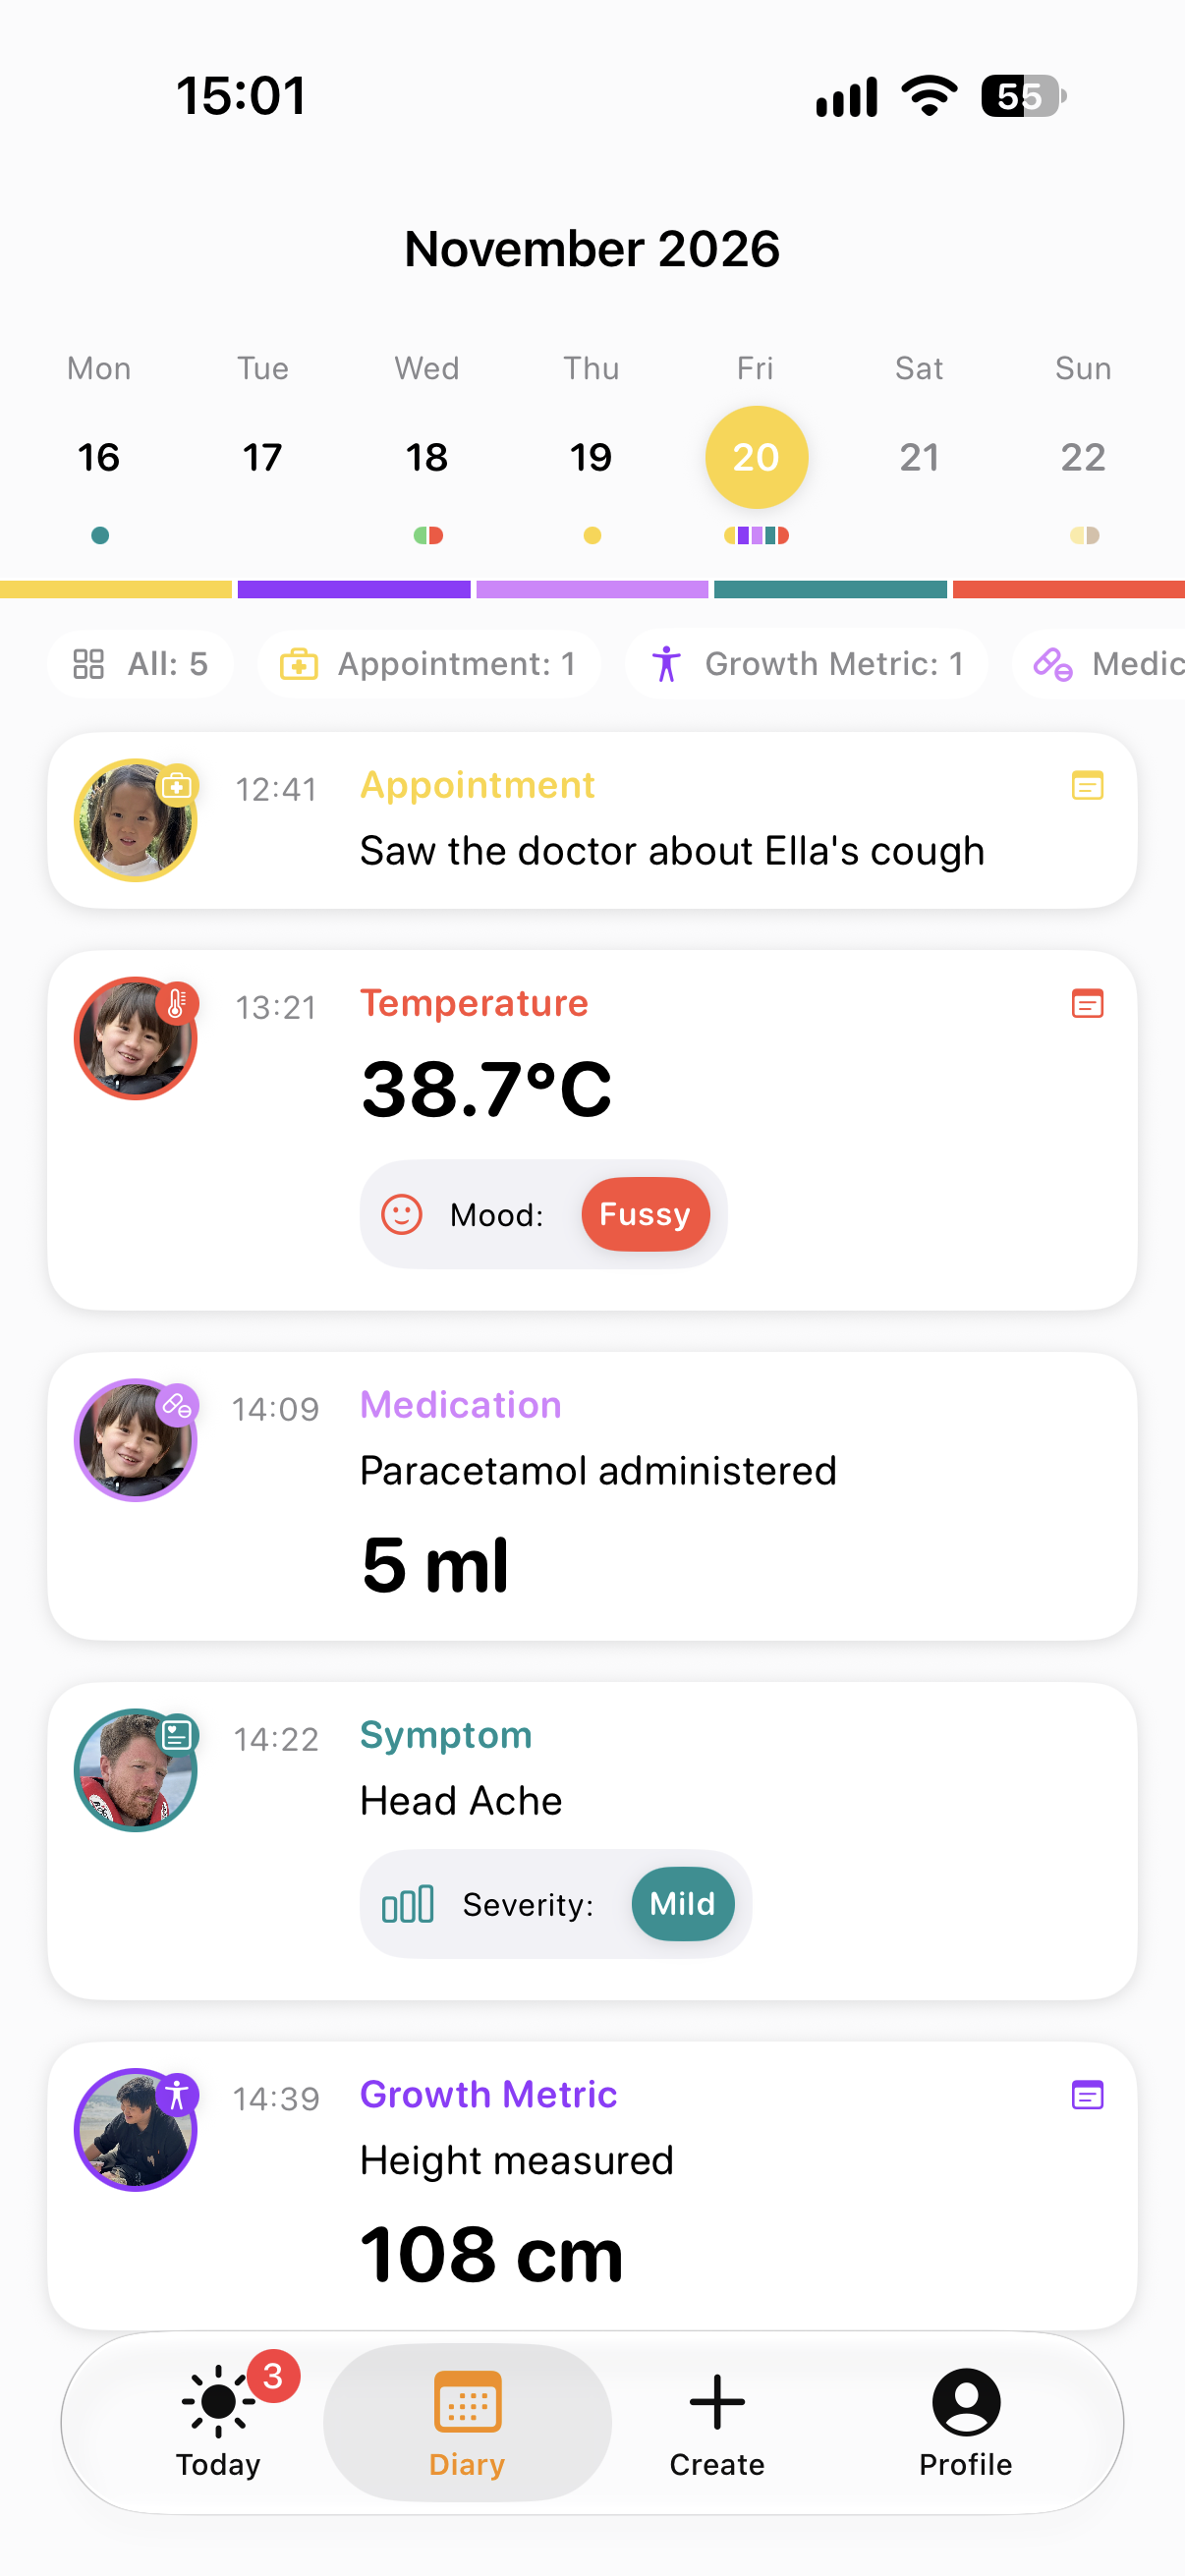 15:01
55
November 2026
Mon Tue Wed Thu Fri Sat Sun
16 17 18 19 20 21 22
All: 5 Appointment: 1 Growth Metric: 1 Medic
12:41 Appointment
Saw the doctor about Ella's cough
13:21 Temperature
38.7°C
Mood: Fussy
14:09 Medication
Paracetamol administered
5 ml
14:22 Symptom
Head Ache
Severity: Mild
14:39 Growth Metric
Height measured
108 cm
3
Today Diary Create Profile